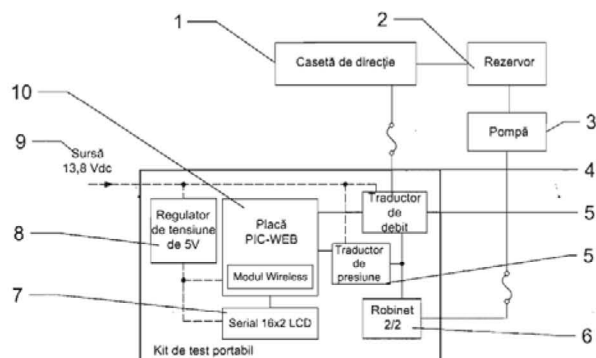 1
2
Casetă de direcție
Rezervor
10
3
Pompă
9
Sursă
13,8 Vdc
4
Regulator
de tensiune
de 5V
Placă
PIC-WEB
Traductor
de
debit
5
8
Modul Wireless
Traductor
de
presiune
5
7
Serial 16x2 LCD
Robinet
2/2
6
Kit de test portabil